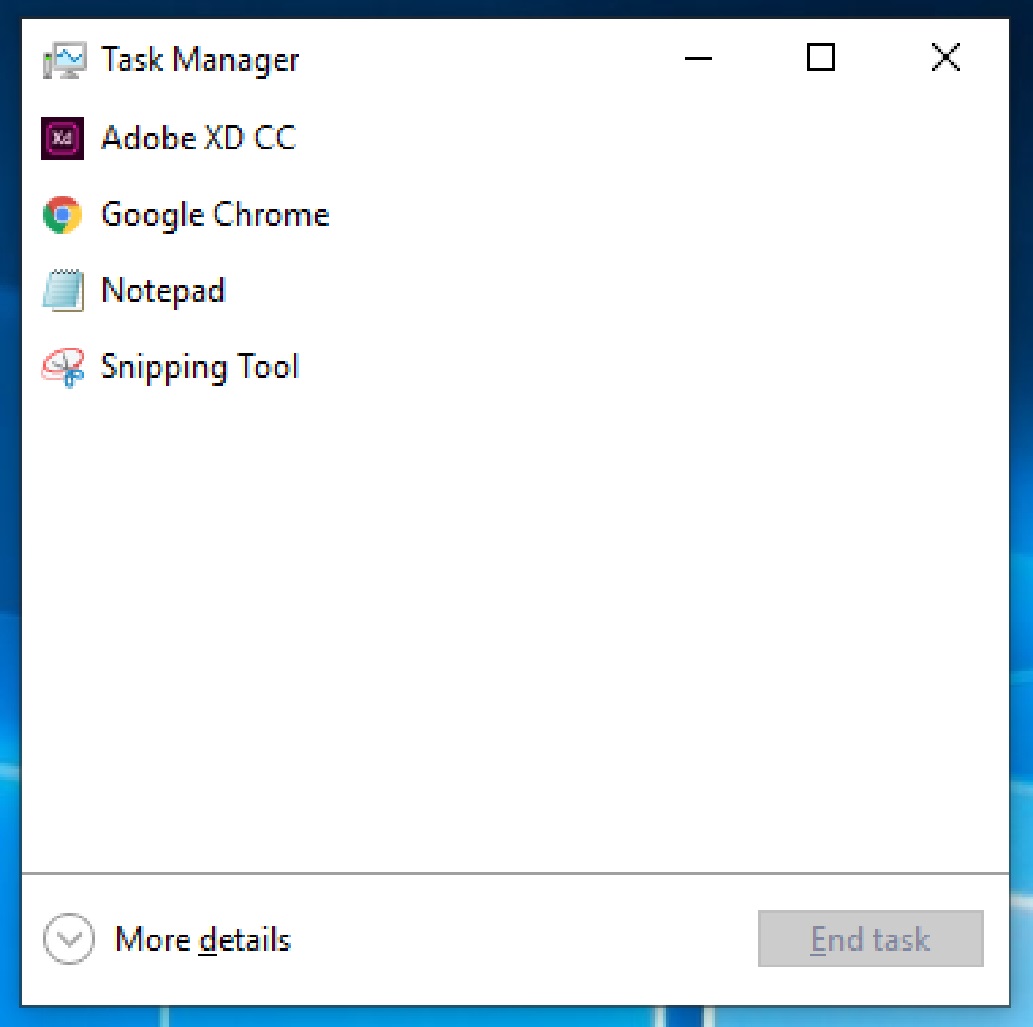 Task Manager
Xd
Adobe XD CC
Google Chrome
Notepad
Snipping Tool
More details
End task